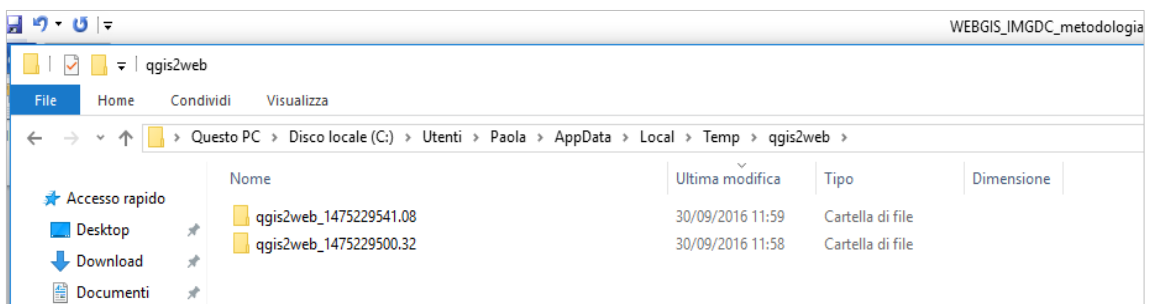 WEBGIS_IMGDC_metodologia
qgis2web
File Home Condividi Visualizza
Questo PC > Disco locale (C:) > Utenti > Paola > AppData > Local > Temp > qgis2web >
Nome Ultima modifica Tipo Dimensione
Accesso rapido
Desktop
Download
Documenti
qgis2web_1475229541.08 30/09/2016 11:59 Cartella di file
qgis2web_1475229500.32 30/09/2016 11:58 Cartella di file